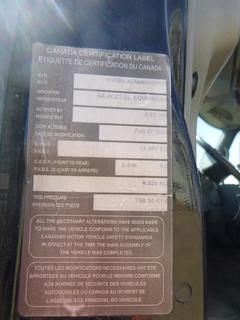 CANADA CERTIFICATION LABEL
ETIQUETTE DE CERTIFICATION DU CANADA
V.I.N.
N.I.V.
IMPORTER
IMPORTATEUR
ALTERED BY
MODIFIÉ PAR
DATE ALTERED
DATE DE MODIFICATION
G.V.W.R.
P.N.B.V.
G.A.W.R. (FRONT TO REAR)
P.N.B.E. (D'AVANT EN ARRIERE)
TIRE PRESSURE
PRESSION DES PNEUS
ALL THE NECESSARY ALTERATIONS HAVE BEEN
MADE TO MAKE THE VEHICLE CONFORM TO THE APPLICABLE
CANADIAN MOTOR VEHICLE SAFETY STANDARDS
IN EFFECT AT THE TIME THE MAIN ASSEMBLY OF
THE VEHICLE WAS COMPLETED.
TOUTES LES MODIFICATIONS NÉCESSAIRES ONT ÉTÉ
APPORTÉES AU VÉHICULE POUR LE RENDRE CONFORME
AUX NORMES DE SÉCURITÉ DES VÉHICULES
AUTOMOBILES DU CANADA AU MOMENT DE
L'ASSEMBLAGE PRINCIPAL DU VÉHICULE.